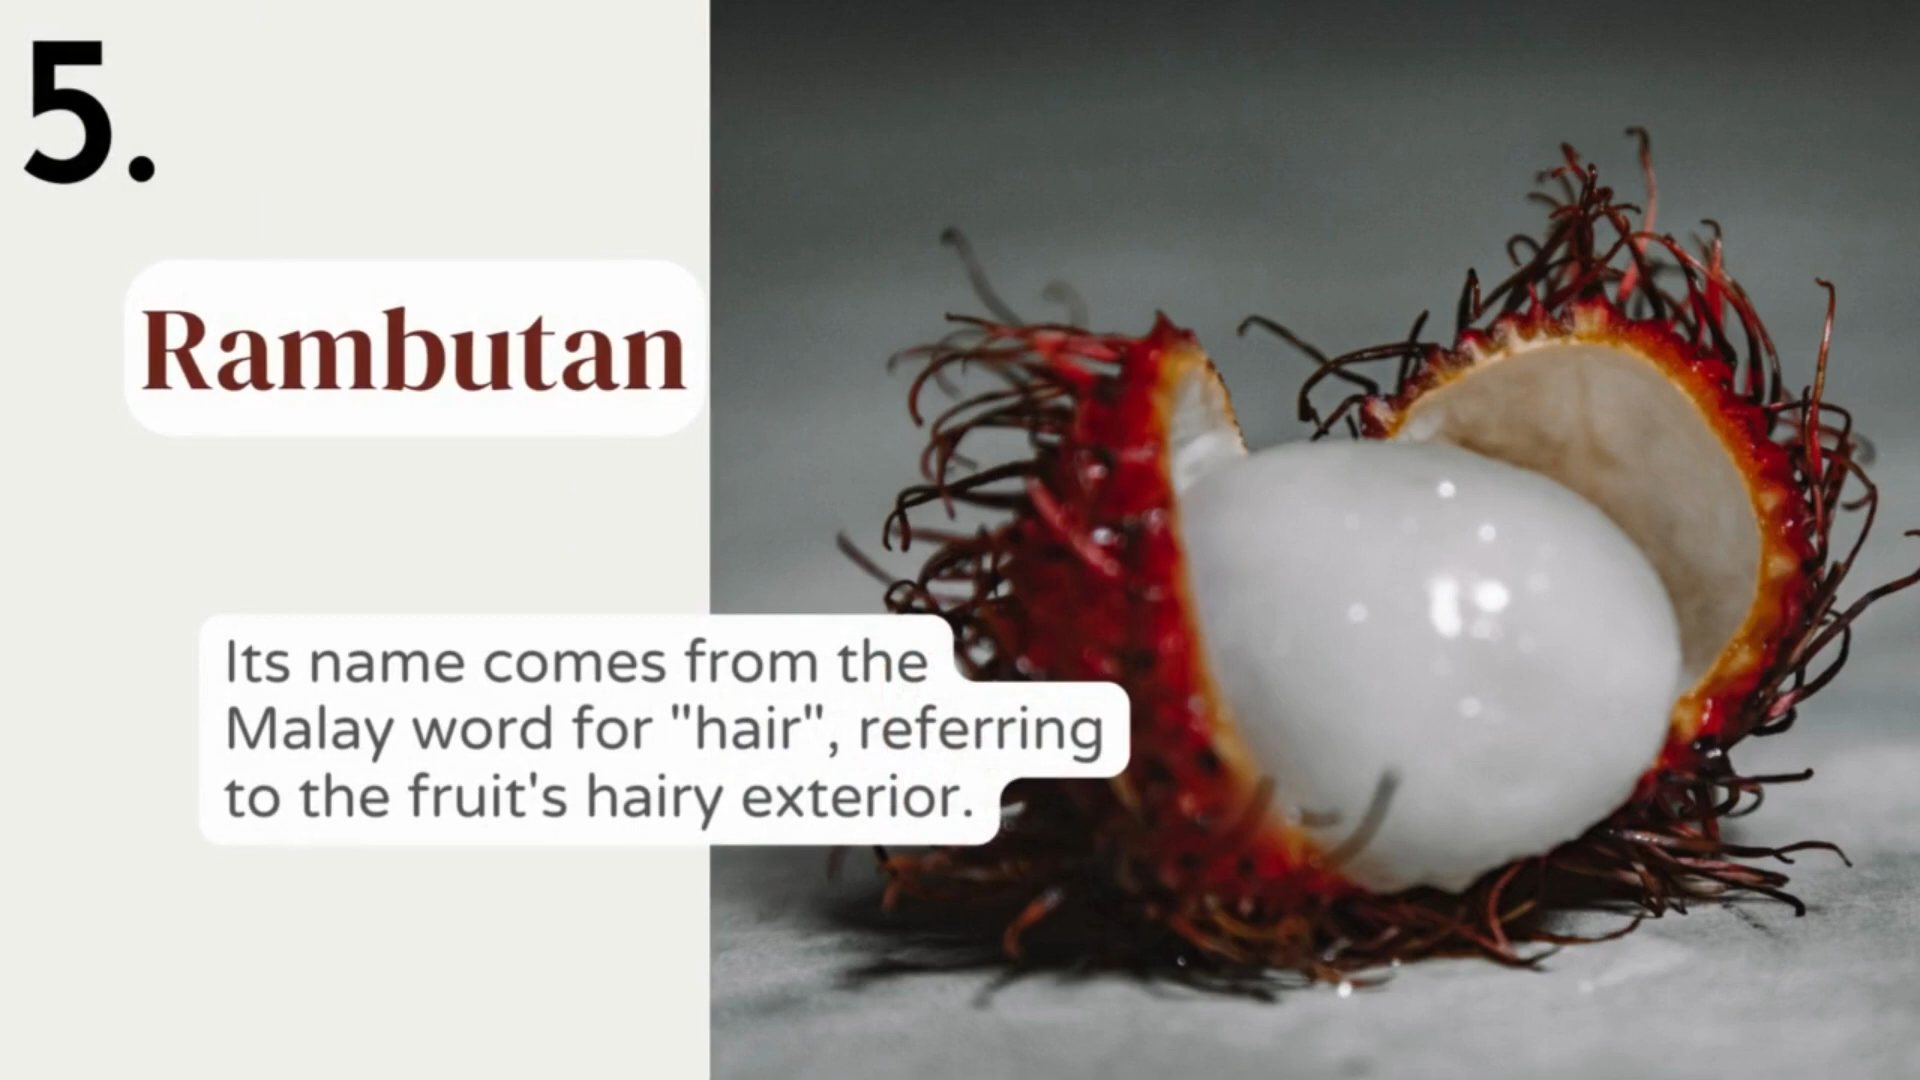 5.
Rambutan
Its name comes from the
Malay word for "hair", referring
to the fruit's hairy exterior.